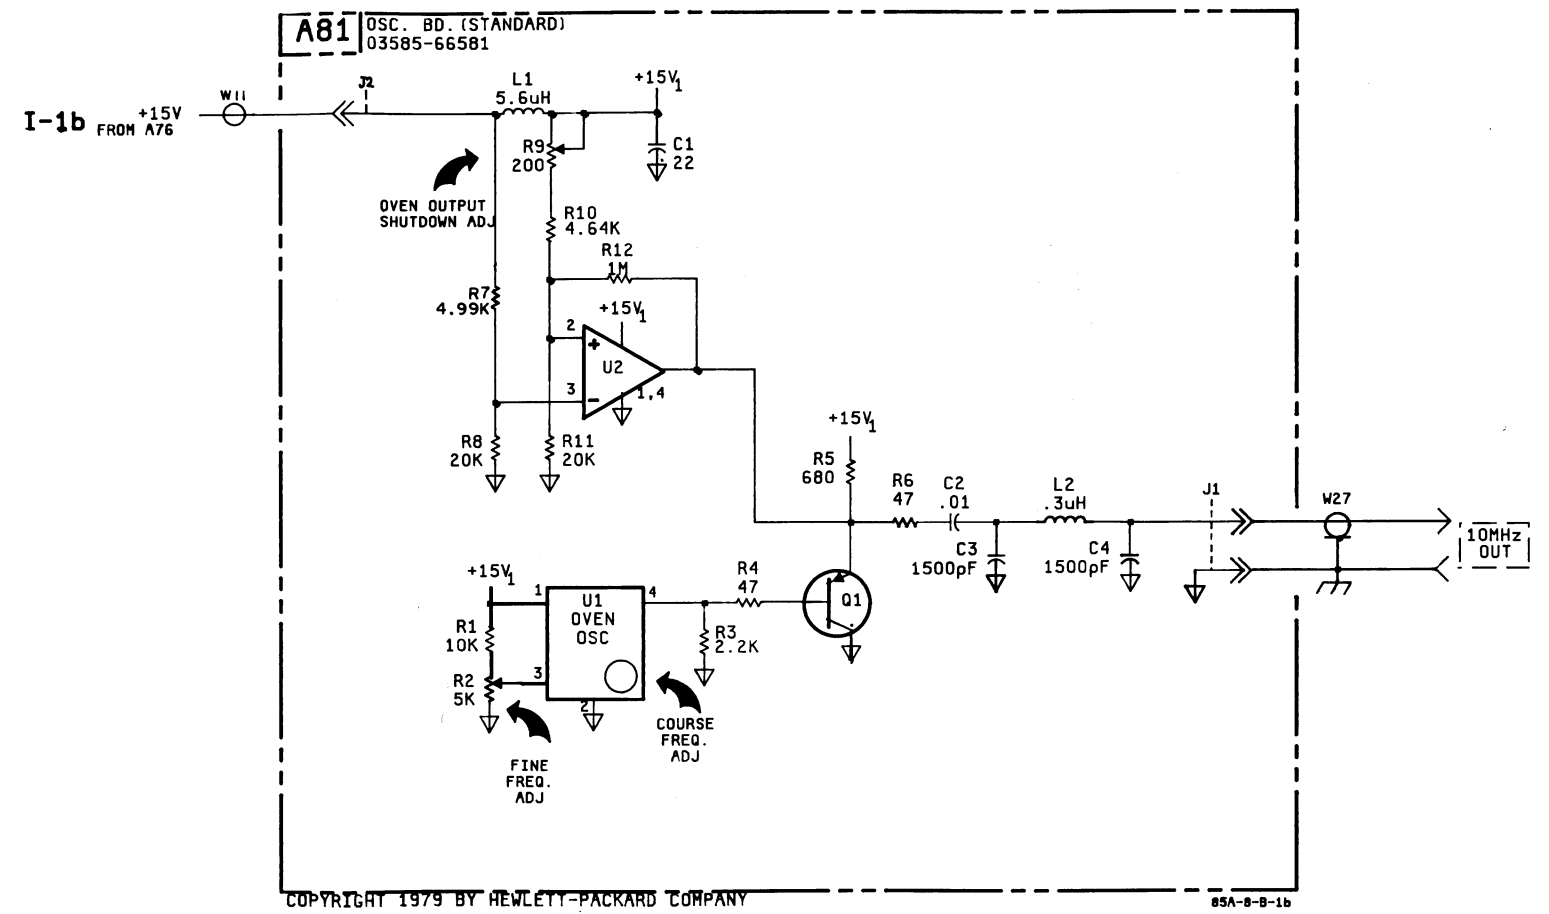 A81
OSC. BD. (STANDARD)
03585-66581
I-1b
+15V
FROM A76
W11
J2
L1
5.6uH
+15V1
R9
200
C1
22
OVEN OUTPUT
SHUTDOWN ADJ
R10
4.64K
R12
1M
R7
4.99K
+15V1
2
+
U2
3
-
1,4
R8
20K
R11
20K
+15V1
R5
680
R6
47
C2
.01
L2
.3uH
J1
W27
10MHz
OUT
C3
1500pF
C4
1500pF
+15V1
1
U1
OVEN
OSC
4
R4
47
Q1
R1
10K
R3
2.2K
R2
5K
3
2
COURSE
FREQ.
ADJ
FINE
FREQ.
ADJ
COPYRIGHT 1979 BY HEWLETT-PACKARD COMPANY
85A-8-B-1b